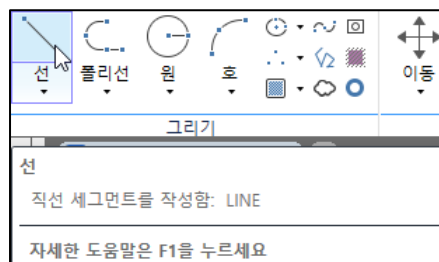 선 폴리선 원 호 이동
그리기
선
직선 세그먼트를 작성함: LINE
자세한 도움말은 F1을 누르세요